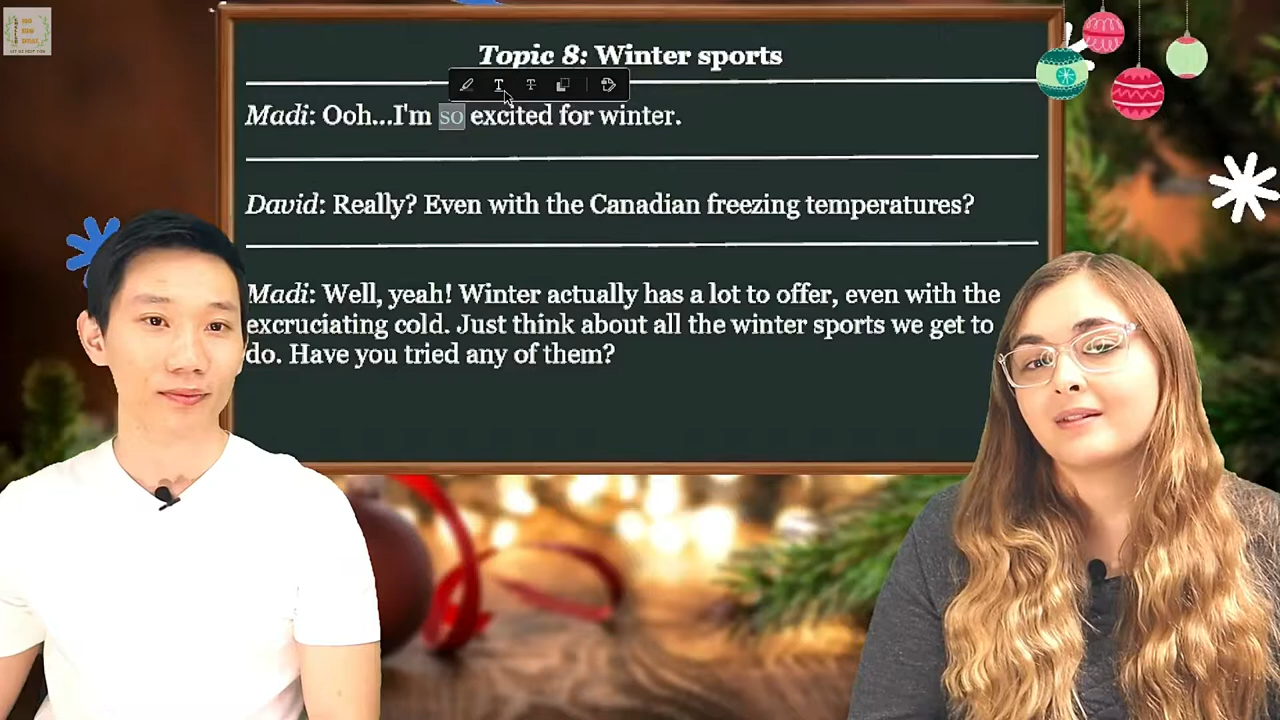 Topic 8: Winter sports
Madi: Ooh...I'm so excited for winter.
David: Really? Even with the Canadian freezing temperatures?
Madi: Well, yeah! Winter actually has a lot to offer, even with the
excruciating cold. Just think about all the winter sports we get to
do. Have you tried any of them?